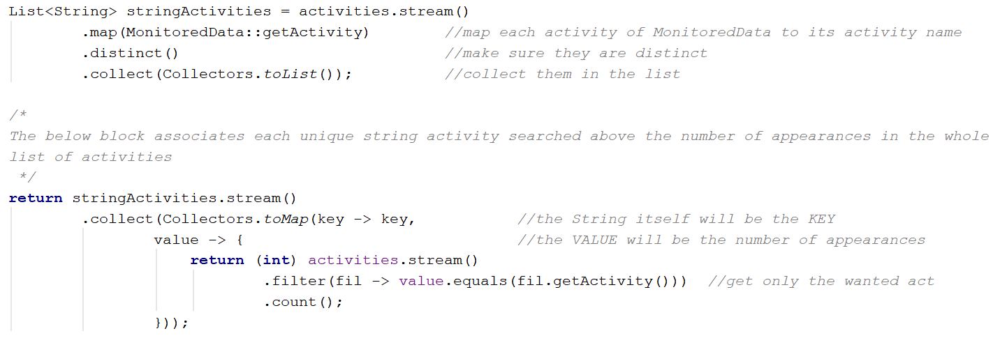 List<String> stringActivities = activities.stream()
.map(MonitoredData::getActivity) //map each activity of MonitoredData to its activity name
.distinct() //make sure they are distinct
.collect(Collectors.toList()); //collect them in the list
/*
The below block associates each unique string activity searched above the number of appearances in the whole
list of activities
*/
return stringActivities.stream()
.collect(Collectors.toMap(key -> key, //the String itself will be the KEY
value -> { //the VALUE will be the number of appearances
return (int) activities.stream()
.filter(fil -> value.equals(fil.getActivity())) //get only the wanted act
.count();
}));